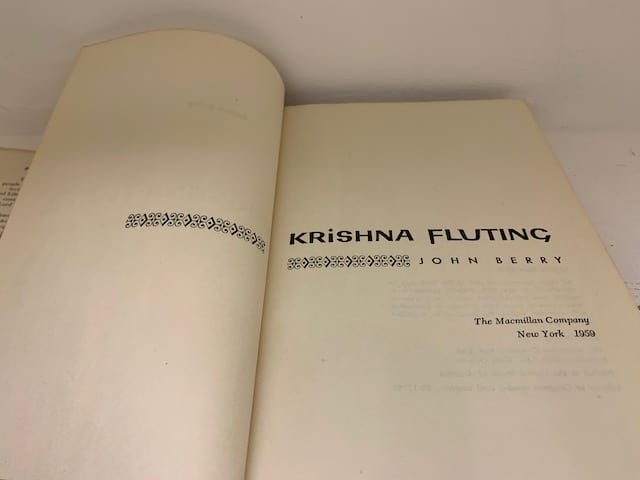 KRiSHNA FLUTING
JOHN BERRY
The Macmillan Company
New York 1959